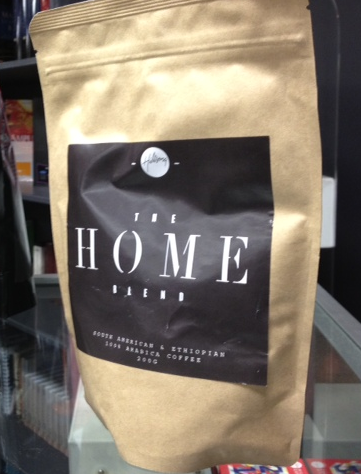 THE
HOME
BLEND
SOUTH AMERICAN & ETHIOPIAN
100% ARABICA COFFEE
200G